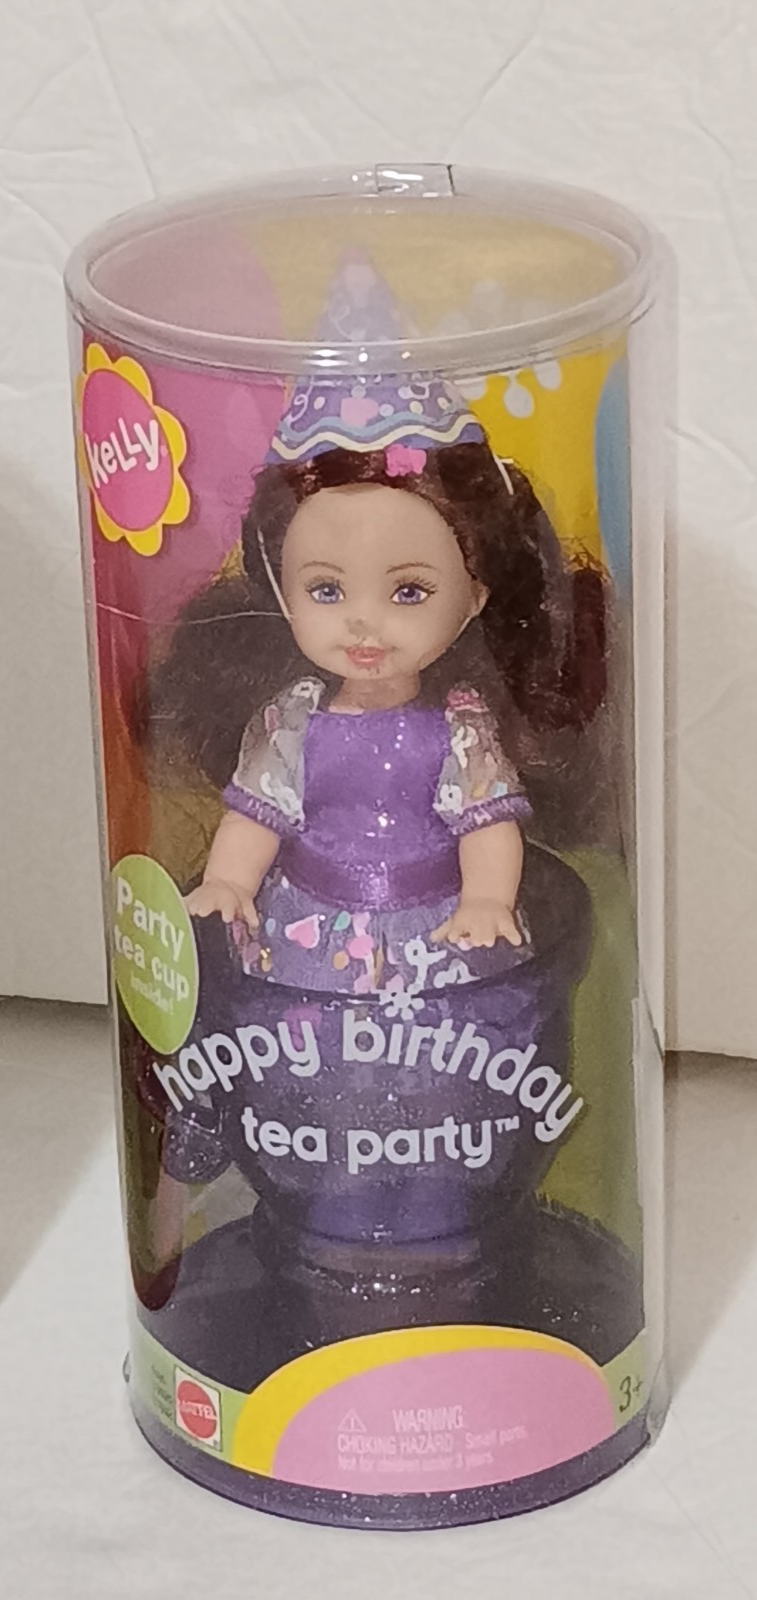 kelly®
Party
tea cup
inside!
happy birthday
tea party™
MATTEL
WARNING:
CHOKING HAZARD - Small parts.
Not for children under 3 years.
3+